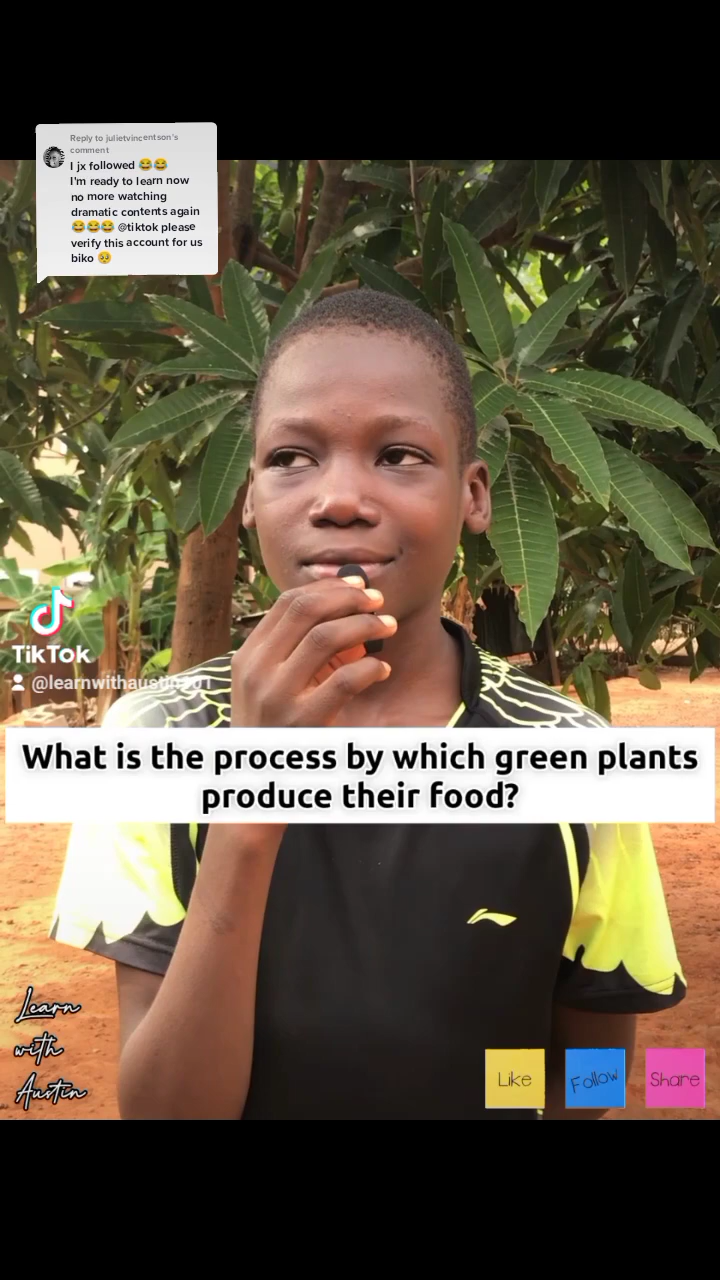 Reply to julietvincentson's
comment
I jx followed 😂😂
I'm ready to learn now
no more watching
dramatic contents again
😂😂😂 @tiktok please
verify this account for us
biko 🥺
TikTok
@learnwithaustin101
What is the process by which green plants
produce their food?
Learn
with
Austin
Like
Follow
Share